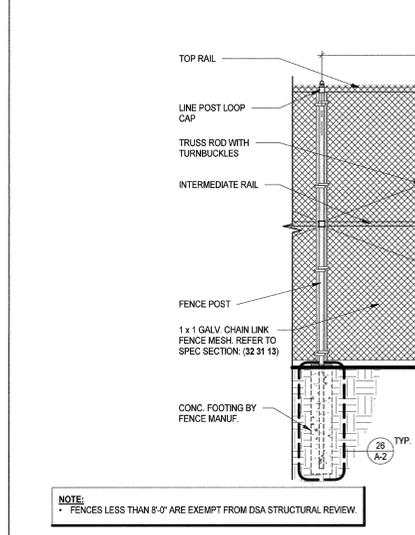 TOP RAIL
LINE POST LOOP
CAP
TRUSS ROD WITH
TURNBUCKLES
INTERMEDIATE RAIL
FENCE POST
1 x 1 GALV. CHAIN LINK
FENCE MESH. REFER TO
SPEC SECTION: (32 31 13)
CONC. FOOTING BY
FENCE MANUF.
26
A-2
TYP.
NOTE:
• FENCES LESS THAN 8'-0" ARE EXEMPT FROM DSA STRUCTURAL REVIEW.